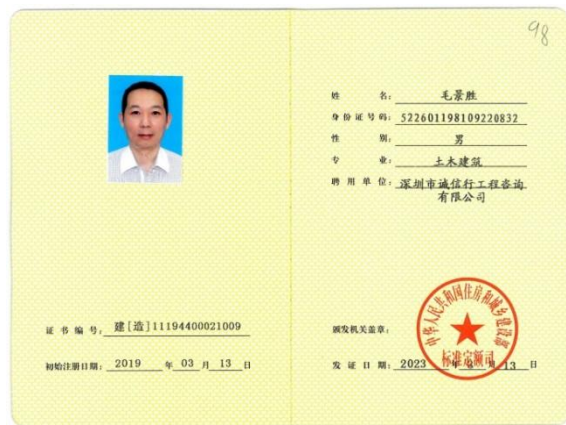 98
姓 名: 毛景胜
身份证号码: 522601198109220832
性 别: 男
专 业: 土木建筑
聘用单位: 深圳市诚信行工程咨询
有限公司
证书编号: 建[造]11194400021009
初始注册日期: 2019 年 03 月 13 日
颁发机关盖章:
中华人民共和国住房和城乡建设部
标准定额司
发证日期: 2023 年 月 13 日